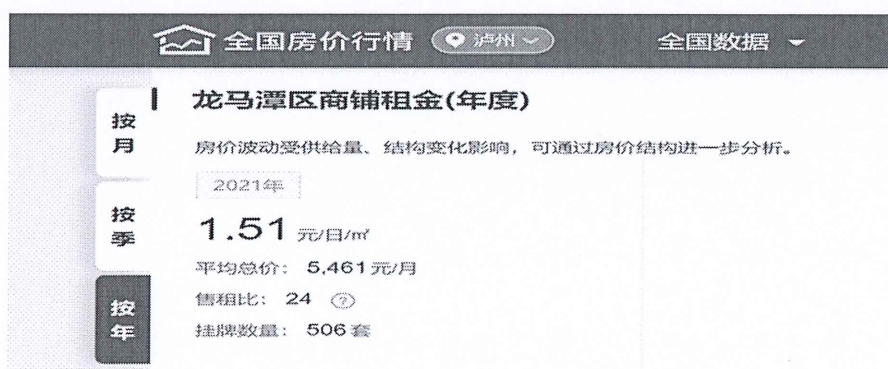 全国房价行情 泸州 全国数据
按月
按季
按年
龙马潭区商铺租金(年度)
房价波动受供给量、结构变化影响，可通过房价结构进一步分析。
2021年
1.51 元/日/㎡
平均总价： 5,461元/月
售租比： 24 ?
挂牌数量： 506套